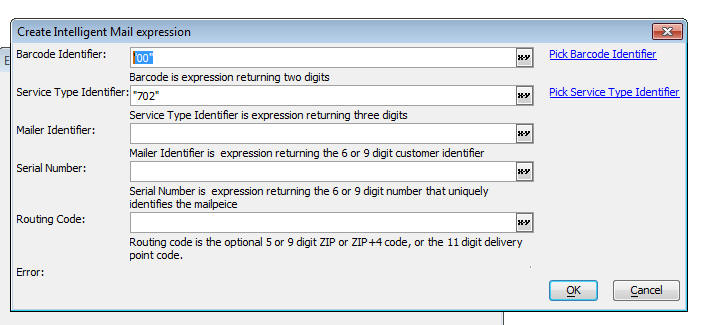 Create Intelligent Mail expression
Barcode Identifier: "00" x-y Pick Barcode Identifier
Barcode is expression returning two digits
Service Type Identifier: "702" x-y Pick Service Type Identifier
Service Type Identifier is expression returning three digits
Mailer Identifier: x-y
Mailer Identifier is expression returning the 6 or 9 digit customer identifier
Serial Number: x-y
Serial Number is expression returning the 6 or 9 digit number that uniquely
identifies the mailpeice
Routing Code: x-y
Routing code is the optional 5 or 9 digit ZIP or ZIP+4 code, or the 11 digit delivery
point code.
Error:
OK Cancel